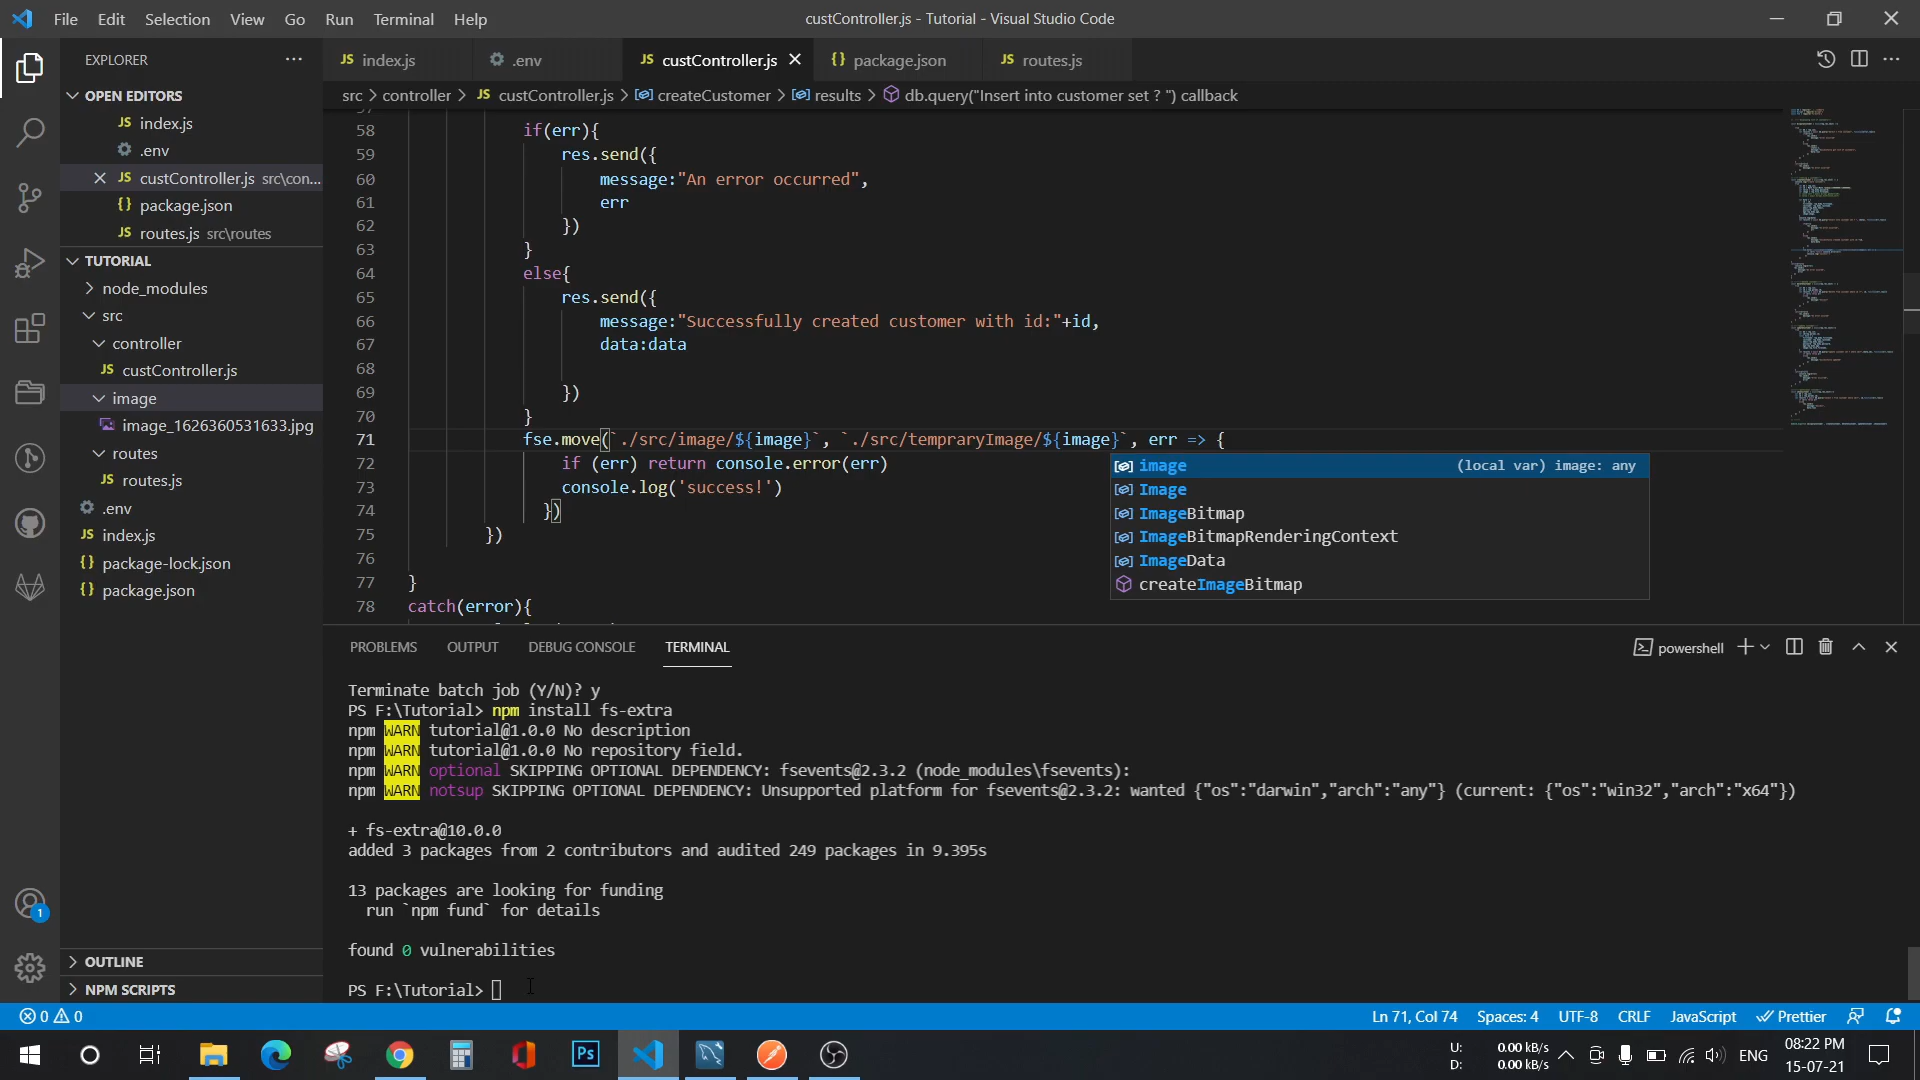 File Edit Selection View Go Run Terminal Help
custController.js - Tutorial - Visual Studio Code
EXPLORER
OPEN EDITORS
JS index.js
.env
JS custController.js src\con...
{} package.json
JS routes.js src\routes
TUTORIAL
node_modules
src
controller
JS custController.js
image
image_1626360531633.jpg
routes
JS routes.js
.env
JS index.js
{} package-lock.json
{} package.json
OUTLINE
NPM SCRIPTS
1
JS index.js .env JS custController.js {} package.json JS routes.js
src > controller > JS custController.js > createCustomer > results > db.query("Insert into customer set ? ") callback
58 if(err){
59 res.send({
60 message:"An error occurred",
61 err
62 })
63 }
64 else{
65 res.send({
66 message:"Successfully created customer with id:"+id,
67 data:data
68
69 })
70 }
71 fse.move(`./src/image/${image}`, `./src/tempraryImage/${image}`, err => {
72 if (err) return console.error(err)
73 console.log('success!')
74 })
75 })
76
77 }
78 catch(error){
image (local var) image: any
Image
ImageBitmap
ImageBitmapRenderingContext
ImageData
createImageBitmap
PROBLEMS OUTPUT DEBUG CONSOLE TERMINAL
powershell
Terminate batch job (Y/N)? y
PS F:\Tutorial> npm install fs-extra
npm WARN tutorial@1.0.0 No description
npm WARN tutorial@1.0.0 No repository field.
npm WARN optional SKIPPING OPTIONAL DEPENDENCY: fsevents@2.3.2 (node_modules\fsevents):
npm WARN notsup SKIPPING OPTIONAL DEPENDENCY: Unsupported platform for fsevents@2.3.2: wanted {"os":"darwin","arch":"any"} (current: {"os":"win32","arch":"x64"})
+ fs-extra@10.0.0
added 3 packages from 2 contributors and audited 249 packages in 9.395s
13 packages are looking for funding
run `npm fund` for details
found 0 vulnerabilities
PS F:\Tutorial>
0 0
Ln 71, Col 74 Spaces: 4 UTF-8 CRLF JavaScript Prettier
Ps
U: 0.00 kB/s
D: 0.00 kB/s
ENG
08:22 PM
15-07-21